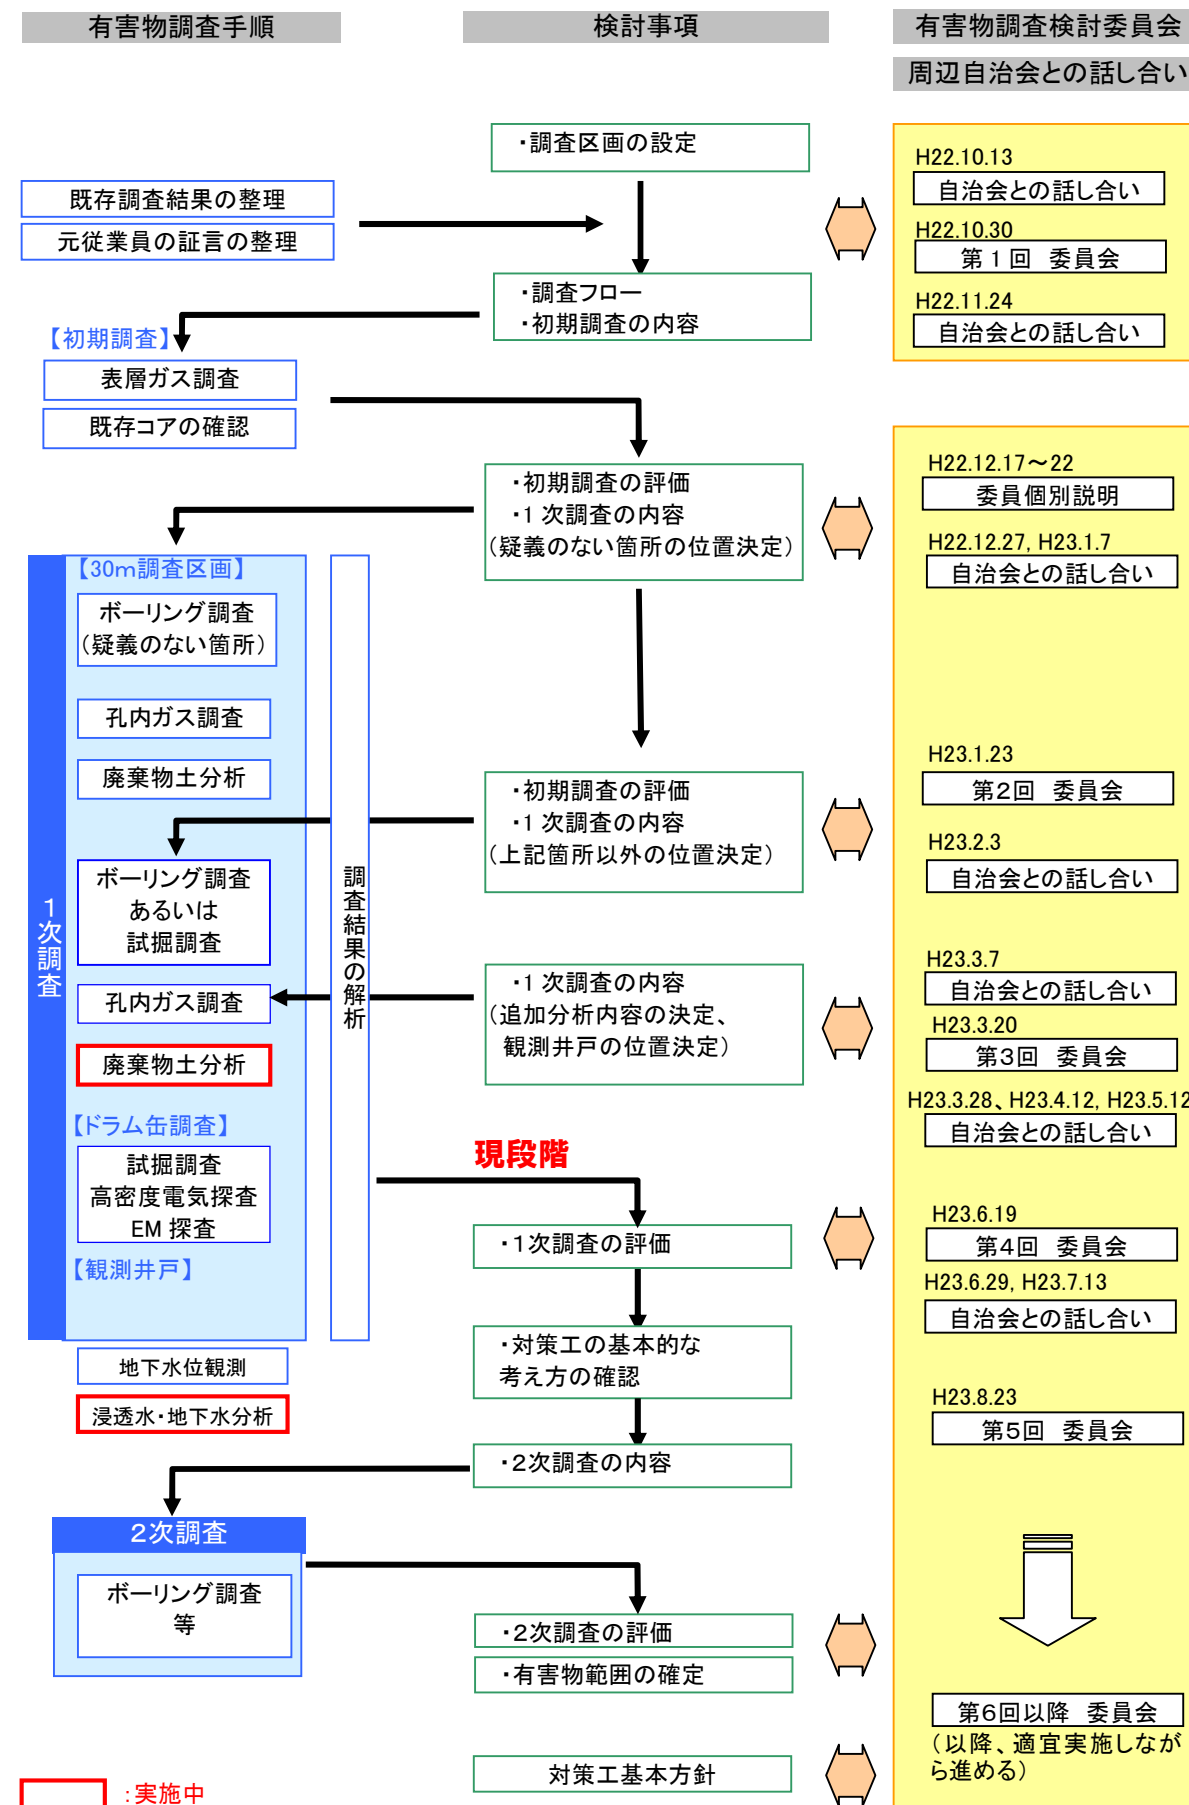 有害物調査手順
検討事項
有害物調査検討委員会
周辺自治会との話し合い
・調査区画の設定
既存調査結果の整理
元従業員の証言の整理
・調査フロー
・初期調査の内容
【初期調査】
表層ガス調査
既存コアの確認
・初期調査の評価
・1 次調査の内容
(疑義のない箇所の位置決定)
1次調査
【30m調査区画】
ボーリング調査
(疑義のない箇所)
孔内ガス調査
廃棄物土分析
・初期調査の評価
・1 次調査の内容
(上記箇所以外の位置決定)
ボーリング調査
あるいは
試掘調査
調査結果の解析
・1 次調査の内容
(追加分析内容の決定、
観測井戸の位置決定)
孔内ガス調査
廃棄物土分析
【ドラム缶調査】
試掘調査
高密度電気探査
EM 探査
【観測井戸】
現段階
・1次調査の評価
・対策工の基本的な
考え方の確認
地下水位観測
浸透水・地下水分析
・2次調査の内容
2次調査
ボーリング調査
等
・2次調査の評価
・有害物範囲の確定
対策工基本方針
:実施中
H22.10.13
自治会との話し合い
H22.10.30
第1回 委員会
H22.11.24
自治会との話し合い
H22.12.17～22
委員個別説明
H22.12.27, H23.1.7
自治会との話し合い
H23.1.23
第2回 委員会
H23.2.3
自治会との話し合い
H23.3.7
自治会との話し合い
H23.3.20
第3回 委員会
H23.3.28、H23.4.12, H23.5.12
自治会との話し合い
H23.6.19
第4回 委員会
H23.6.29, H23.7.13
自治会との話し合い
H23.8.23
第5回 委員会
第6回以降 委員会
(以降、適宜実施しなが
ら進める)